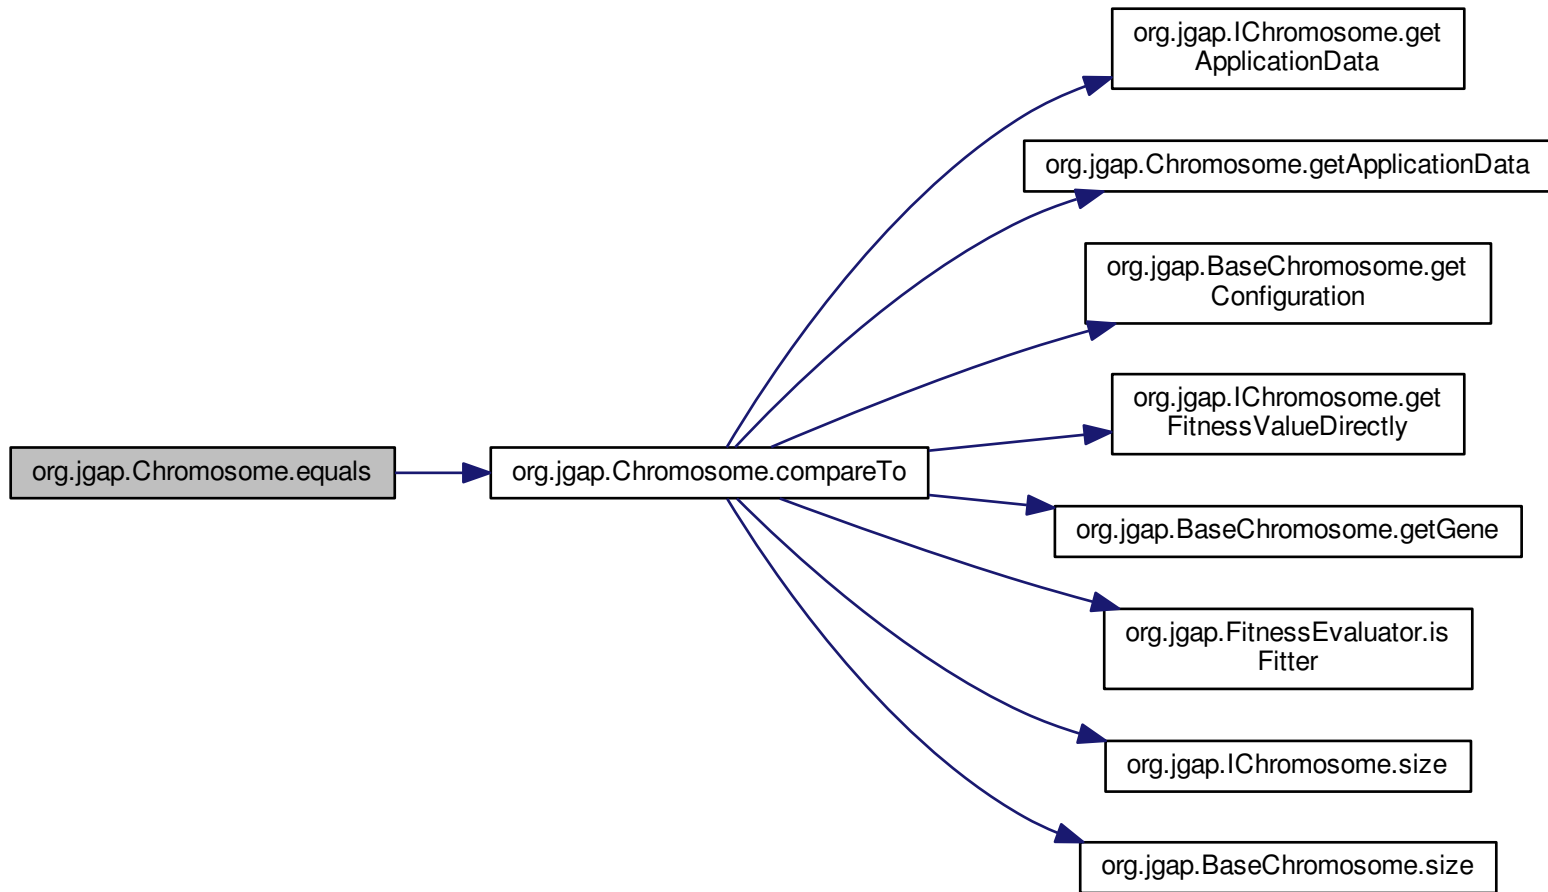 org.jgap.IChromosome.get
ApplicationData
org.jgap.Chromosome.getApplicationData
org.jgap.BaseChromosome.get
Configuration
org.jgap.IChromosome.get
FitnessValueDirectly
org.jgap.Chromosome.equals
org.jgap.Chromosome.compareTo
org.jgap.BaseChromosome.getGene
org.jgap.FitnessEvaluator.is
Fitter
org.jgap.IChromosome.size
org.jgap.BaseChromosome.size